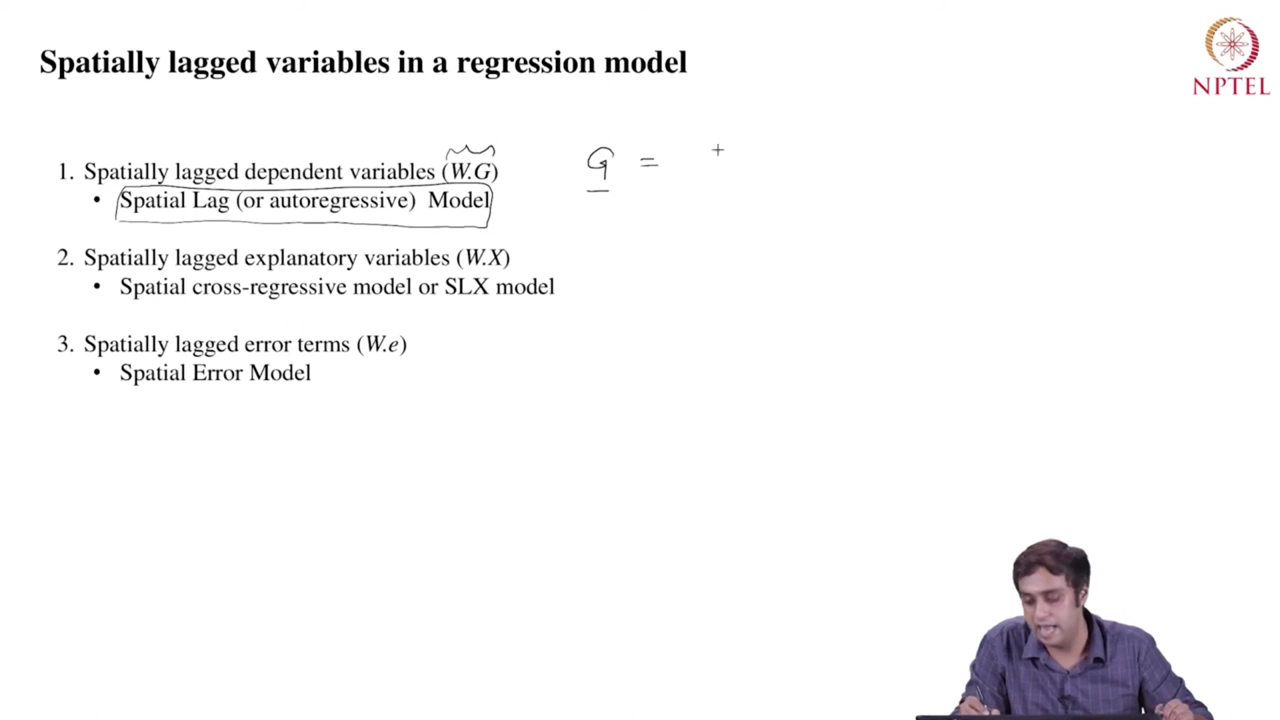 Spatially lagged variables in a regression model
NPTEL
1. Spatially lagged dependent variables (W.G)
G =
• Spatial Lag (or autoregressive) Model
2. Spatially lagged explanatory variables (W.X)
• Spatial cross-regressive model or SLX model
3. Spatially lagged error terms (W.e)
• Spatial Error Model